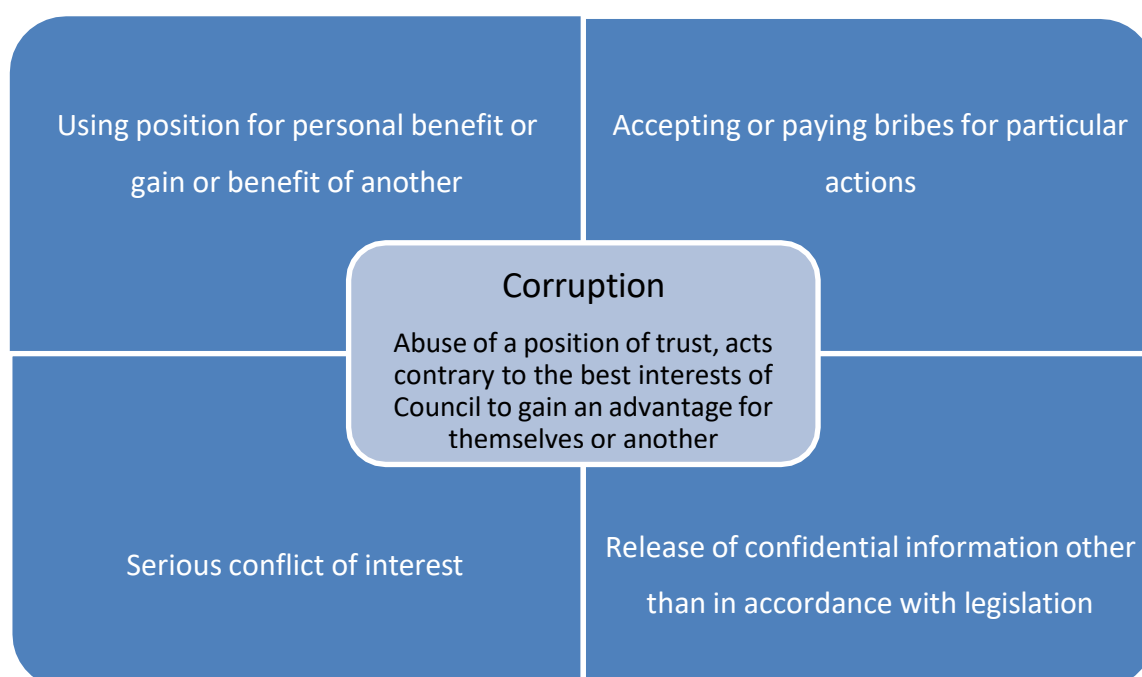 Using position for personal benefit or
gain or benefit of another
Accepting or paying bribes for particular
actions
Corruption
Abuse of a position of trust, acts
contrary to the best interests of
Council to gain an advantage for
themselves or another
Serious conflict of interest
Release of confidential information other
than in accordance with legislation